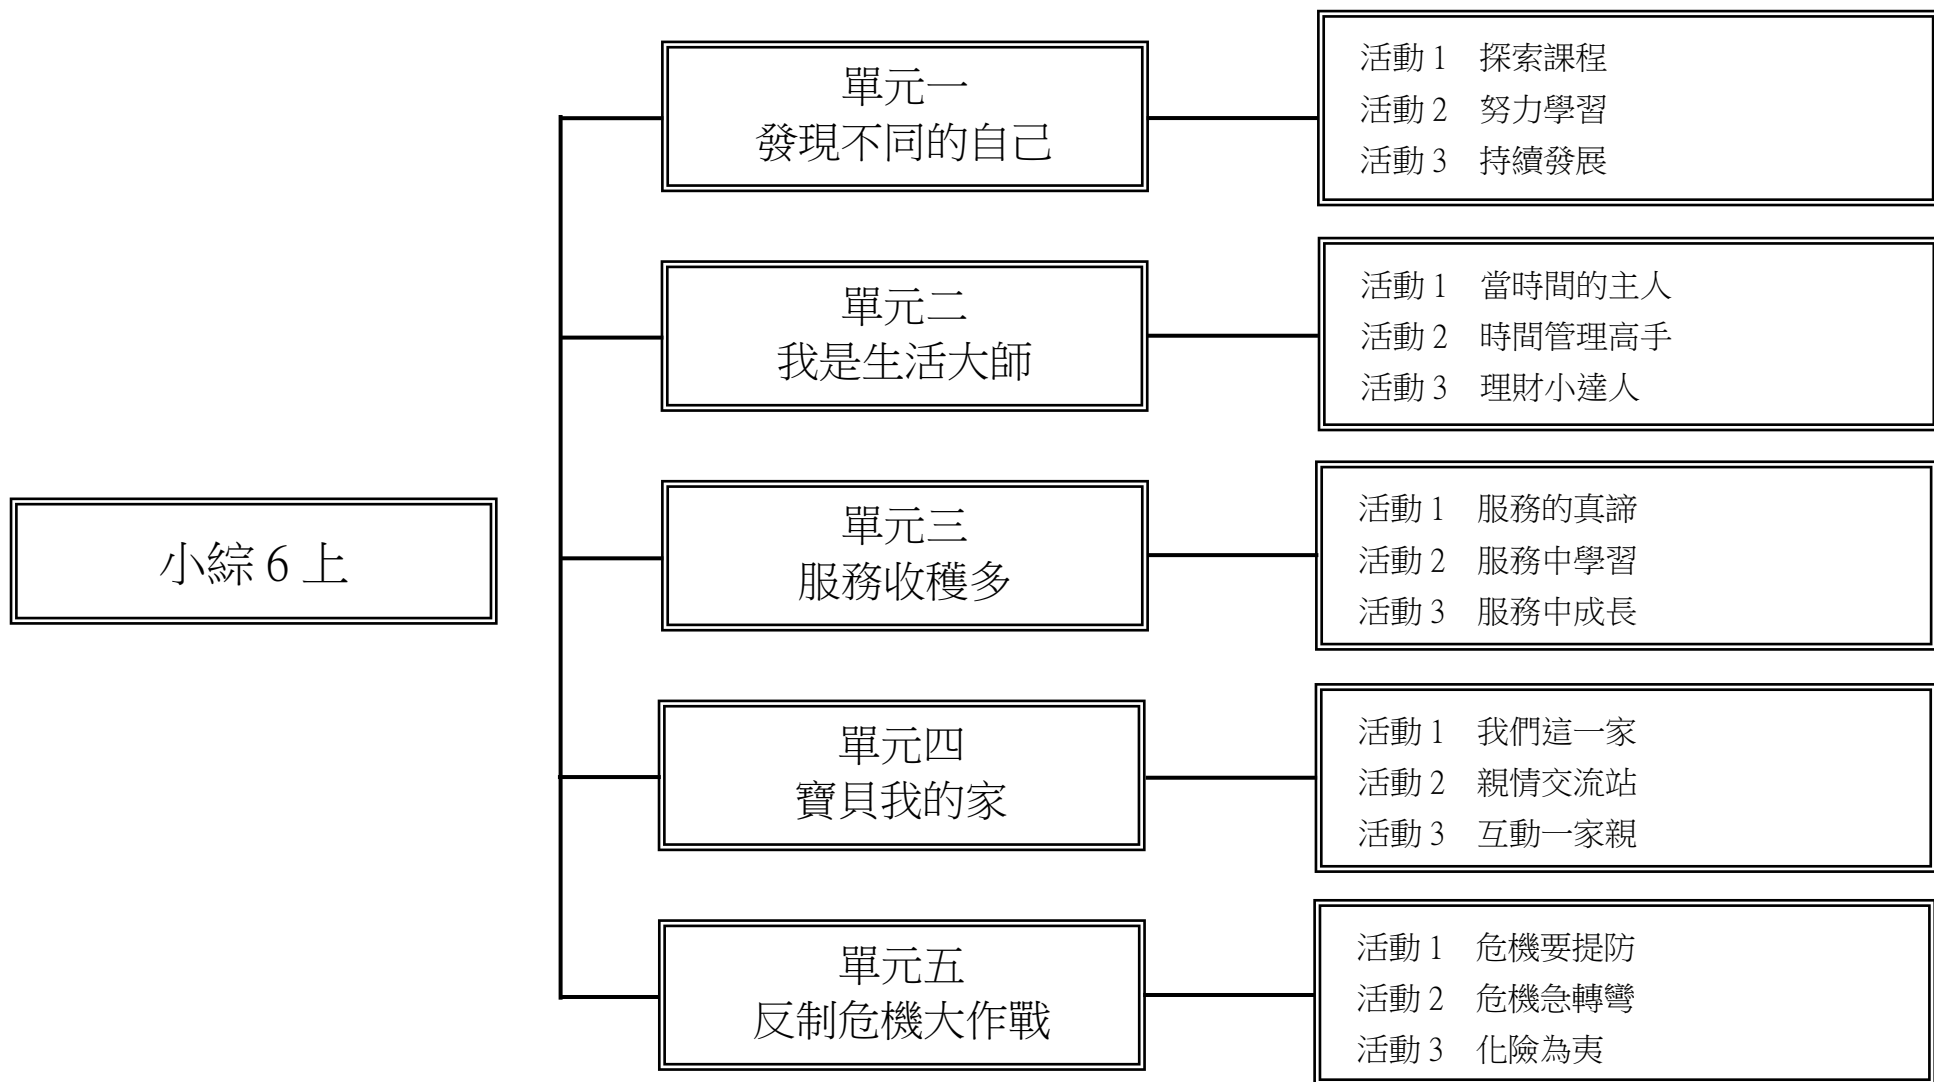 小綜 6 上
單元一
發現不同的自己
活動 1 探索課程
活動 2 努力學習
活動 3 持續發展
單元二
我是生活大師
活動 1 當時間的主人
活動 2 時間管理高手
活動 3 理財小達人
單元三
服務收穫多
活動 1 服務的真諦
活動 2 服務中學習
活動 3 服務中成長
單元四
寶貝我的家
活動 1 我們這一家
活動 2 親情交流站
活動 3 互動一家親
單元五
反制危機大作戰
活動 1 危機要提防
活動 2 危機急轉彎
活動 3 化險為夷